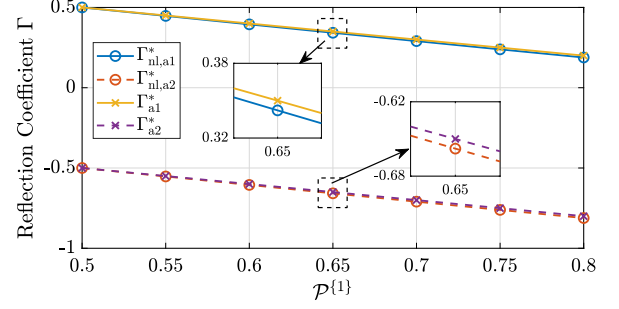 0.5
0
-0.5
-1
Reflection Coefficient Γ
Γ*nl,a1
Γ*nl,a2
Γ*a1
Γ*a2
0.38
0.32
0.65
-0.62
-0.68
0.65
0.5 0.55 0.6 0.65 0.7 0.75 0.8
𝒫{1}